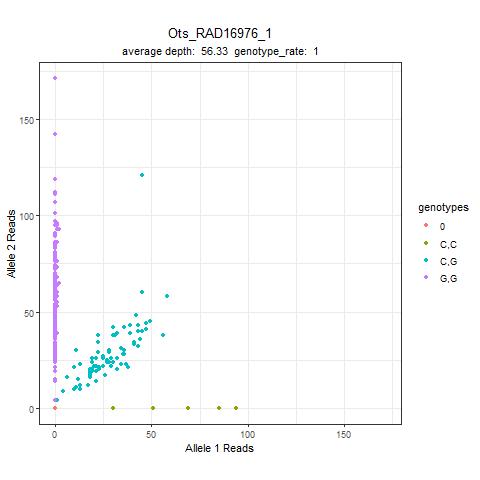 Ots_RAD16976_1
average depth:  56.33  genotype_rate:  1
150
100
50
0
0
50
100
150
Allele 1 Reads
Allele 2 Reads
genotypes
0
C,C
C,G
G,G